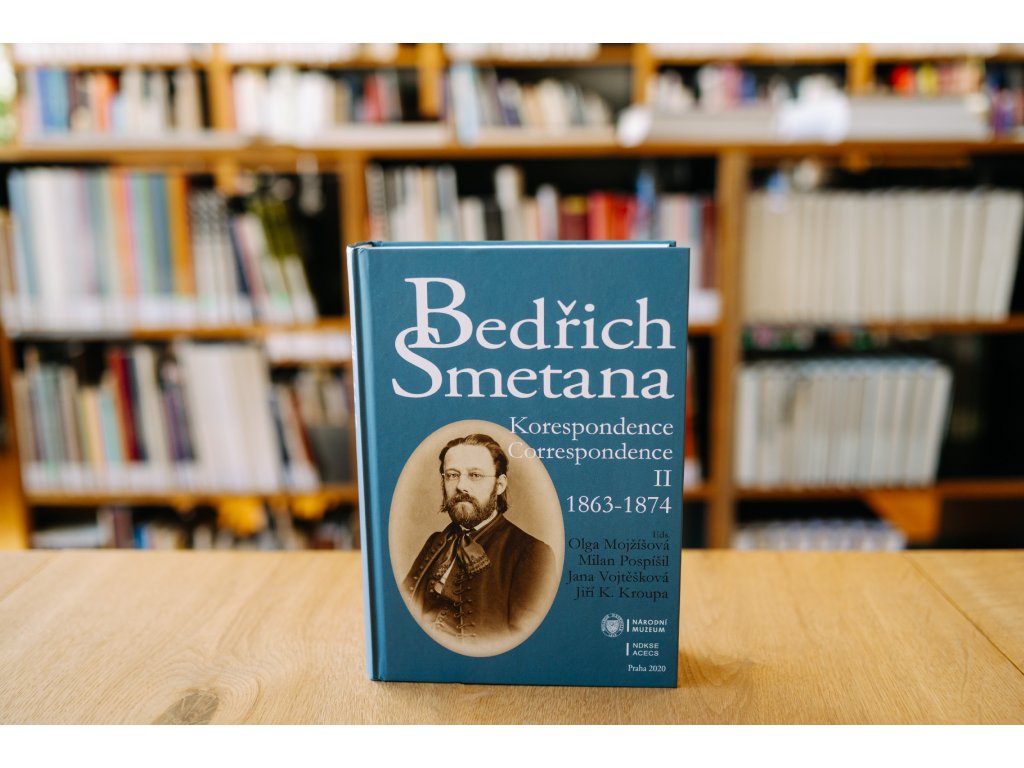 Bedřich
Smetana
Korespondence
Correspondence
II
1863-1874
Eds.
Olga Mojžíšová
Milan Pospíšil
Jana Vojtěšková
Jiří K. Kroupa
NÁRODNÍ
MUZEUM
NDKSE
ACECS
Praha 2020